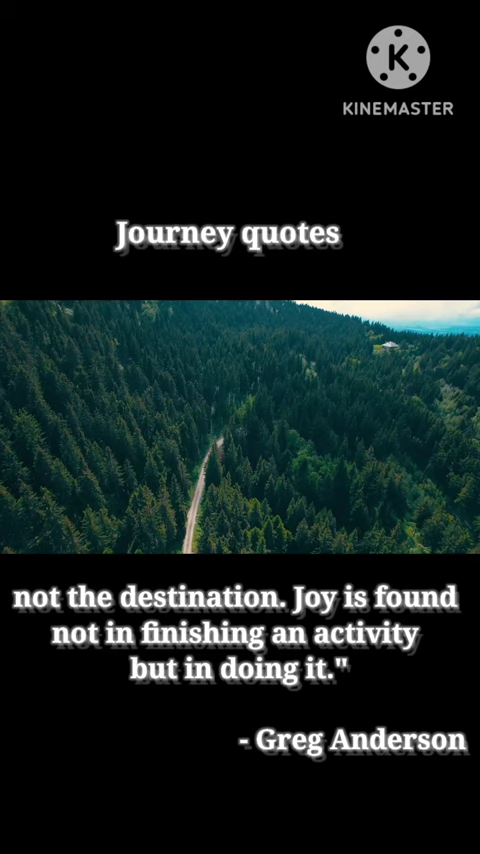 K
KINEMASTER
Journey quotes
not the destination. Joy is found
not in finishing an activity
but in doing it."
- Greg Anderson